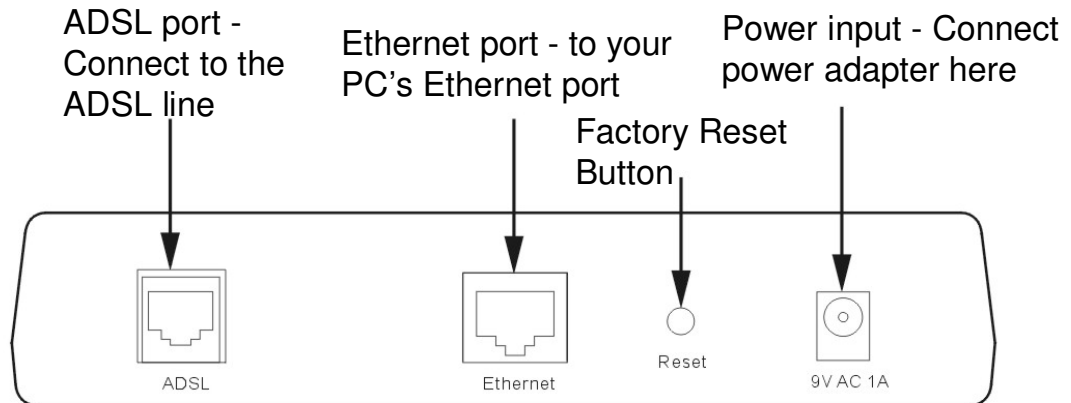 ADSL port -
Connect to the
ADSL line
Ethernet port - to your
PC's Ethernet port
Factory Reset
Button
Power input - Connect
power adapter here
ADSL
Ethernet
Reset
9V AC 1A